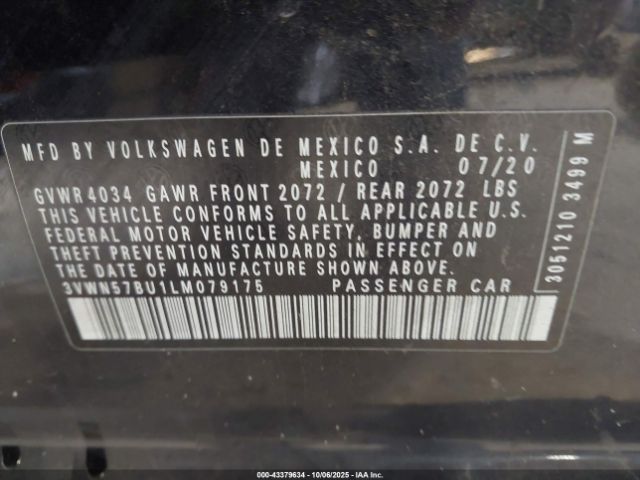 MFD BY VOLKSWAGEN DE MEXICO S.A. DE C.V.
MEXICO 07/20
GVWR 4034 GAWR FRONT 2072 / REAR 2072 LBS
THIS VEHICLE CONFORMS TO ALL APPLICABLE U.S.
FEDERAL MOTOR VEHICLE SAFETY, BUMPER AND
THEFT PREVENTION STANDARDS IN EFFECT ON
THE DATE OF MANUFACTURE SHOWN ABOVE.
3VWN57BU1LM079175 PASSENGER CAR
3051210 3499 M
000-43379634 - 10/06/2025 - IAA Inc.